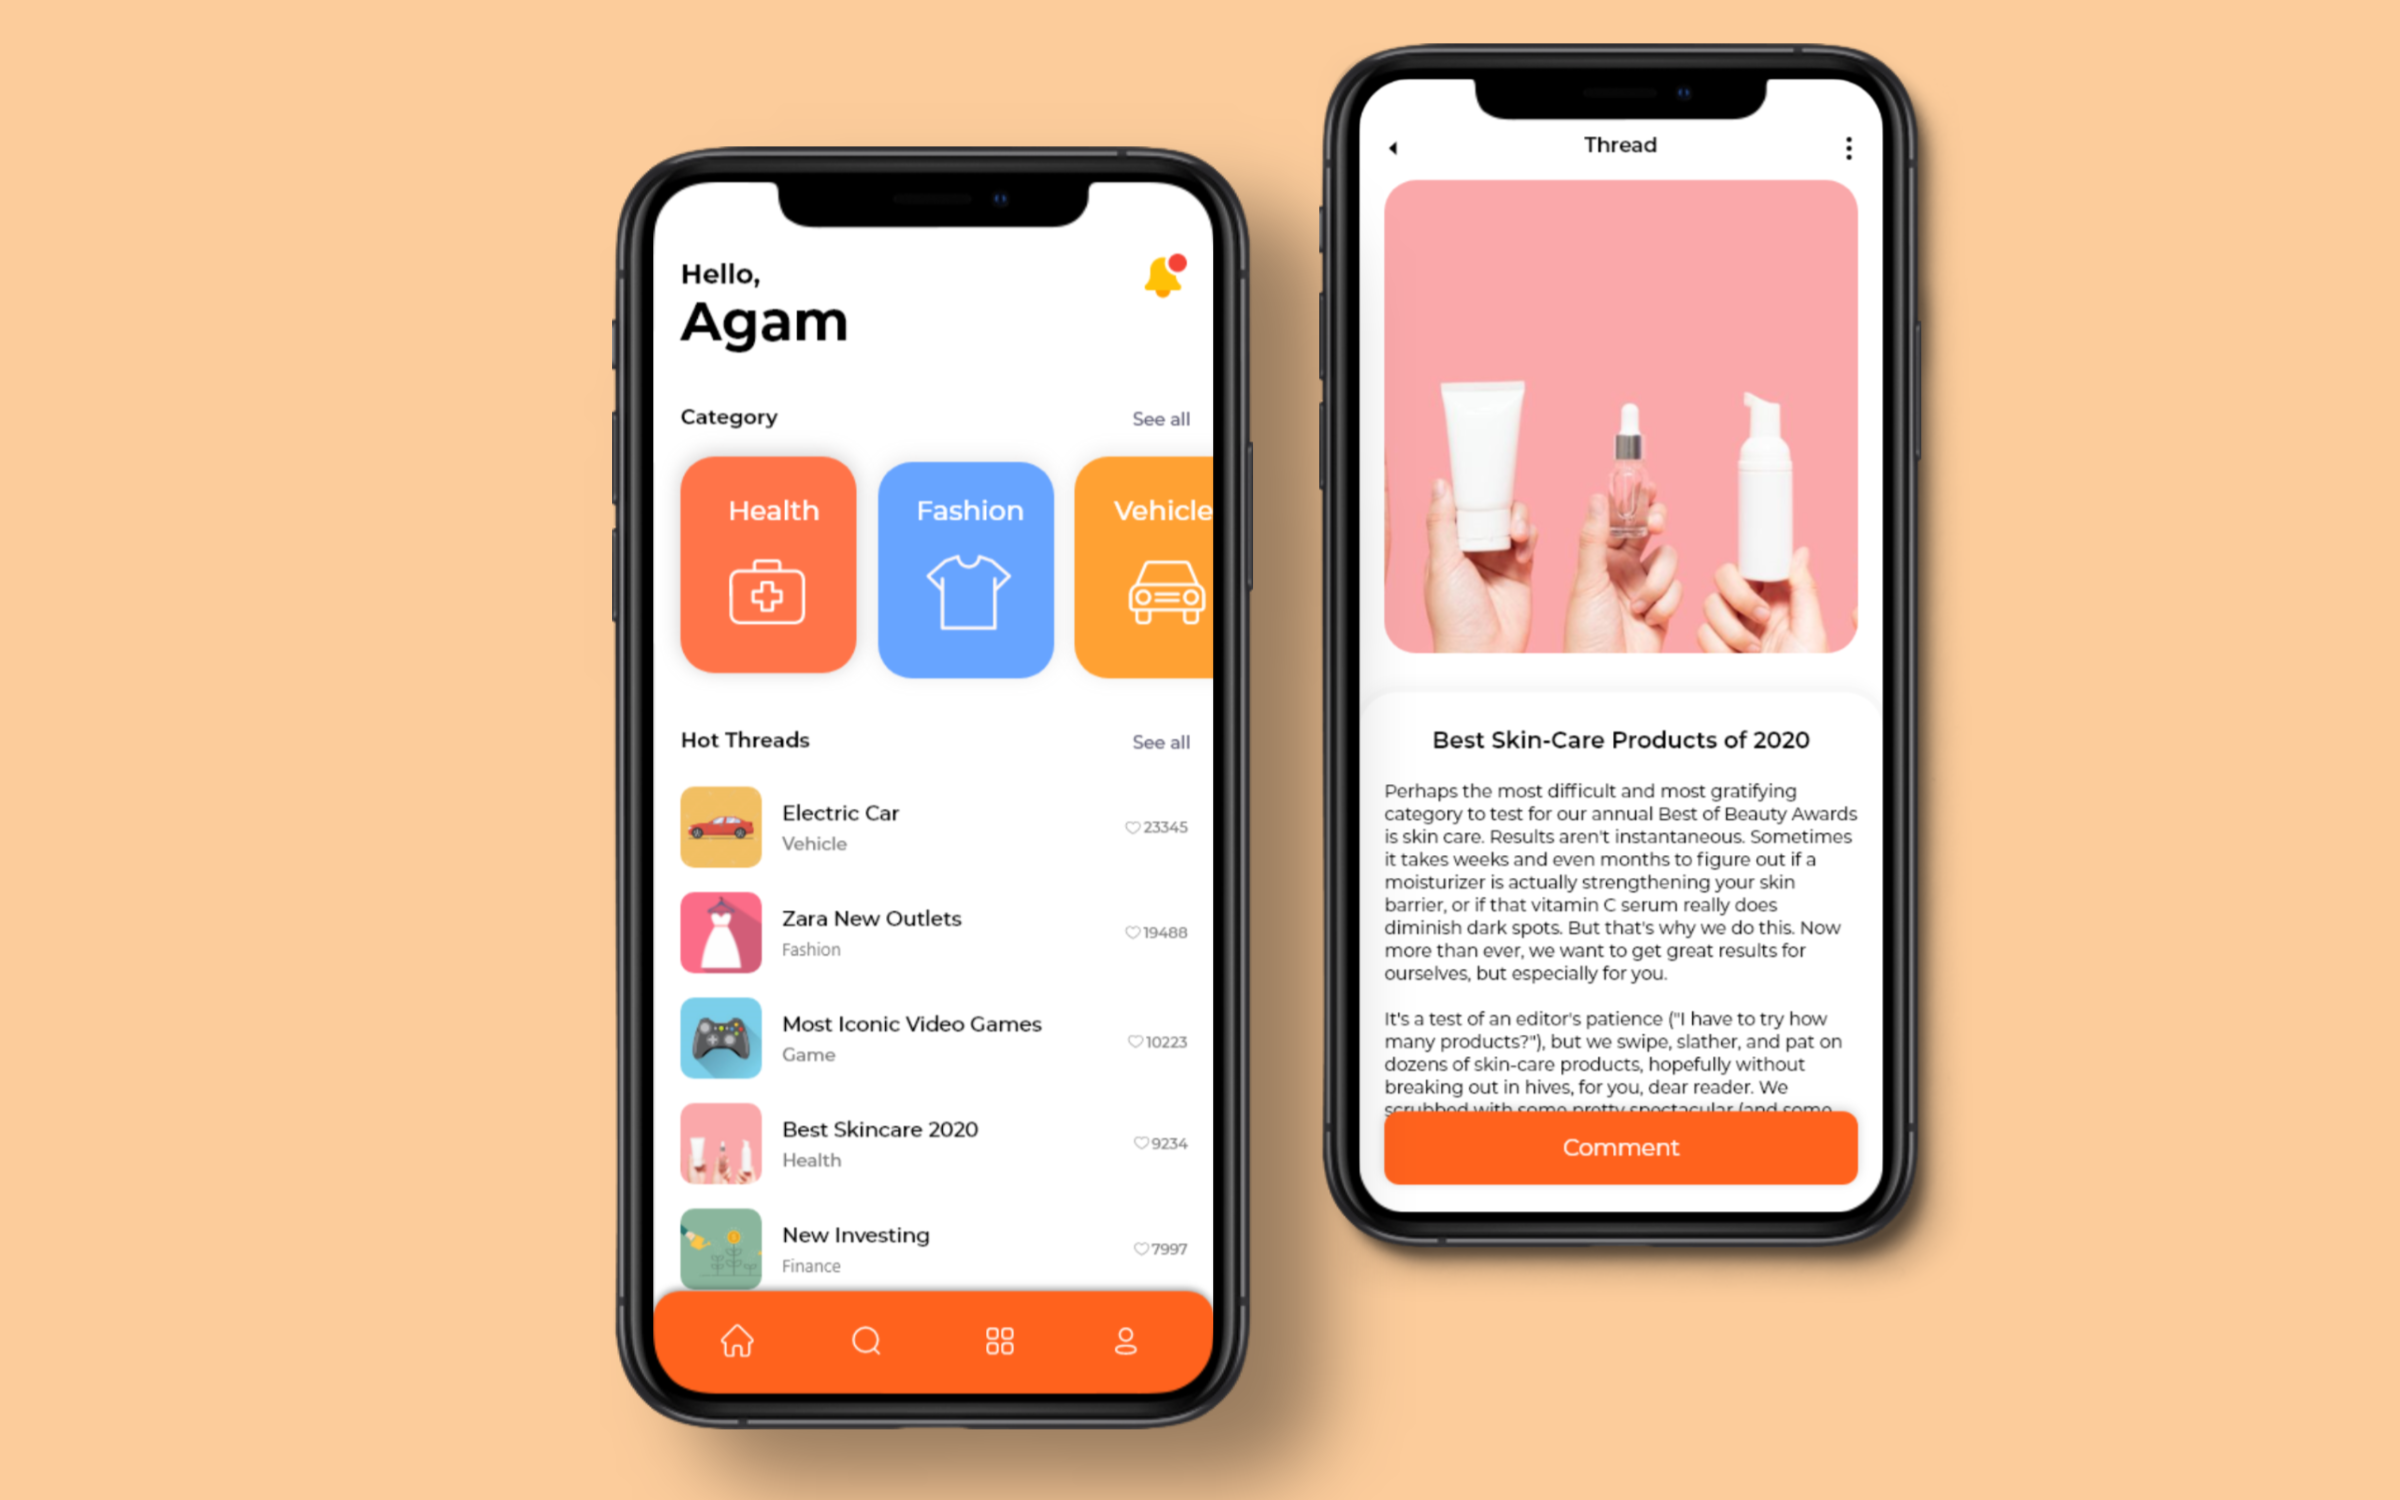 Hello,
Agam
Category
See all
Health
Fashion
Vehicle
Hot Threads
See all
Electric Car
Vehicle
23345
Zara New Outlets
Fashion
19488
Most Iconic Video Games
Game
10223
Best Skincare 2020
Health
9234
New Investing
Finance
7997
Thread
Best Skin-Care Products of 2020
Perhaps the most difficult and most gratifying
category to test for our annual Best of Beauty Awards
is skin care. Results aren't instantaneous. Sometimes
it takes weeks and even months to figure out if a
moisturizer is actually strengthening your skin
barrier, or if that vitamin C serum really does
diminish dark spots. But that's why we do this. Now
more than ever, we want to get great results for
ourselves, but especially for you.
It's a test of an editor's patience ("I have to try how
many products?"), but we swipe, slather, and pat on
dozens of skin-care products, hopefully without
breaking out in hives, for you, dear reader. We
scrubbed with some pretty spectacular (and some
Comment